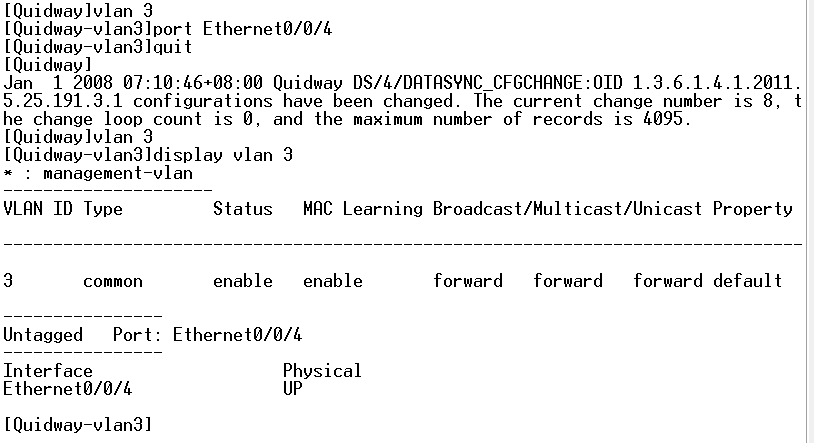 [Quidway]vlan 3
[Quidway-vlan3]port Ethernet0/0/4
[Quidway-vlan3]quit
[Quidway]
Jan  1 2008 07:10:46+08:00 Quidway DS/4/DATASYNC_CFGCHANGE:OID 1.3.6.1.4.1.2011.
5.25.191.3.1 configurations have been changed. The current change number is 8, t
he change loop count is 0, and the maximum number of records is 4095.
[Quidway]vlan 3
[Quidway-vlan3]display vlan 3
* : management-vlan
---------------------
VLAN ID Type         Status   MAC Learning Broadcast/Multicast/Unicast Property
--------------------------------------------------------------------------------
3       common       enable   enable       forward   forward   forward default
----------------
Untagged   Port: Ethernet0/0/4
----------------
Interface                   Physical
Ethernet0/0/4               UP
[Quidway-vlan3]